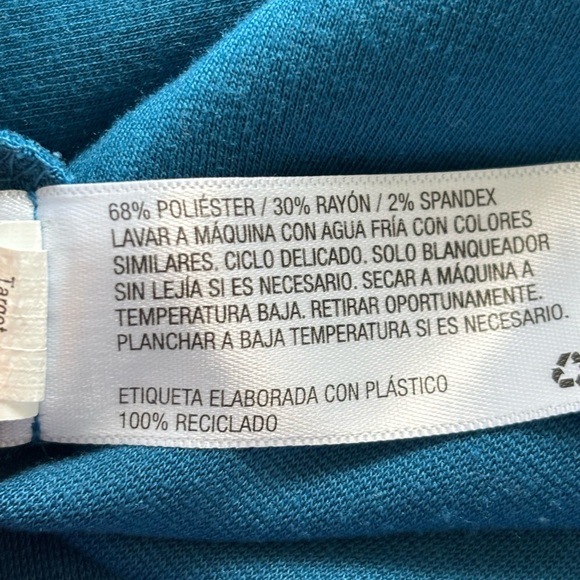 68% POLIÉSTER / 30% RAYÓN / 2% SPANDEX
LAVAR A MÁQUINA CON AGUA FRÍA CON COLORES
SIMILARES. CICLO DELICADO. SOLO BLANQUEADOR
SIN LEJÍA SI ES NECESARIO. SECAR A MÁQUINA A
TEMPERATURA BAJA. RETIRAR OPORTUNAMENTE.
PLANCHAR A BAJA TEMPERATURA SI ES NECESARIO.
ETIQUETA ELABORADA CON PLÁSTICO
100% RECICLADO
Target